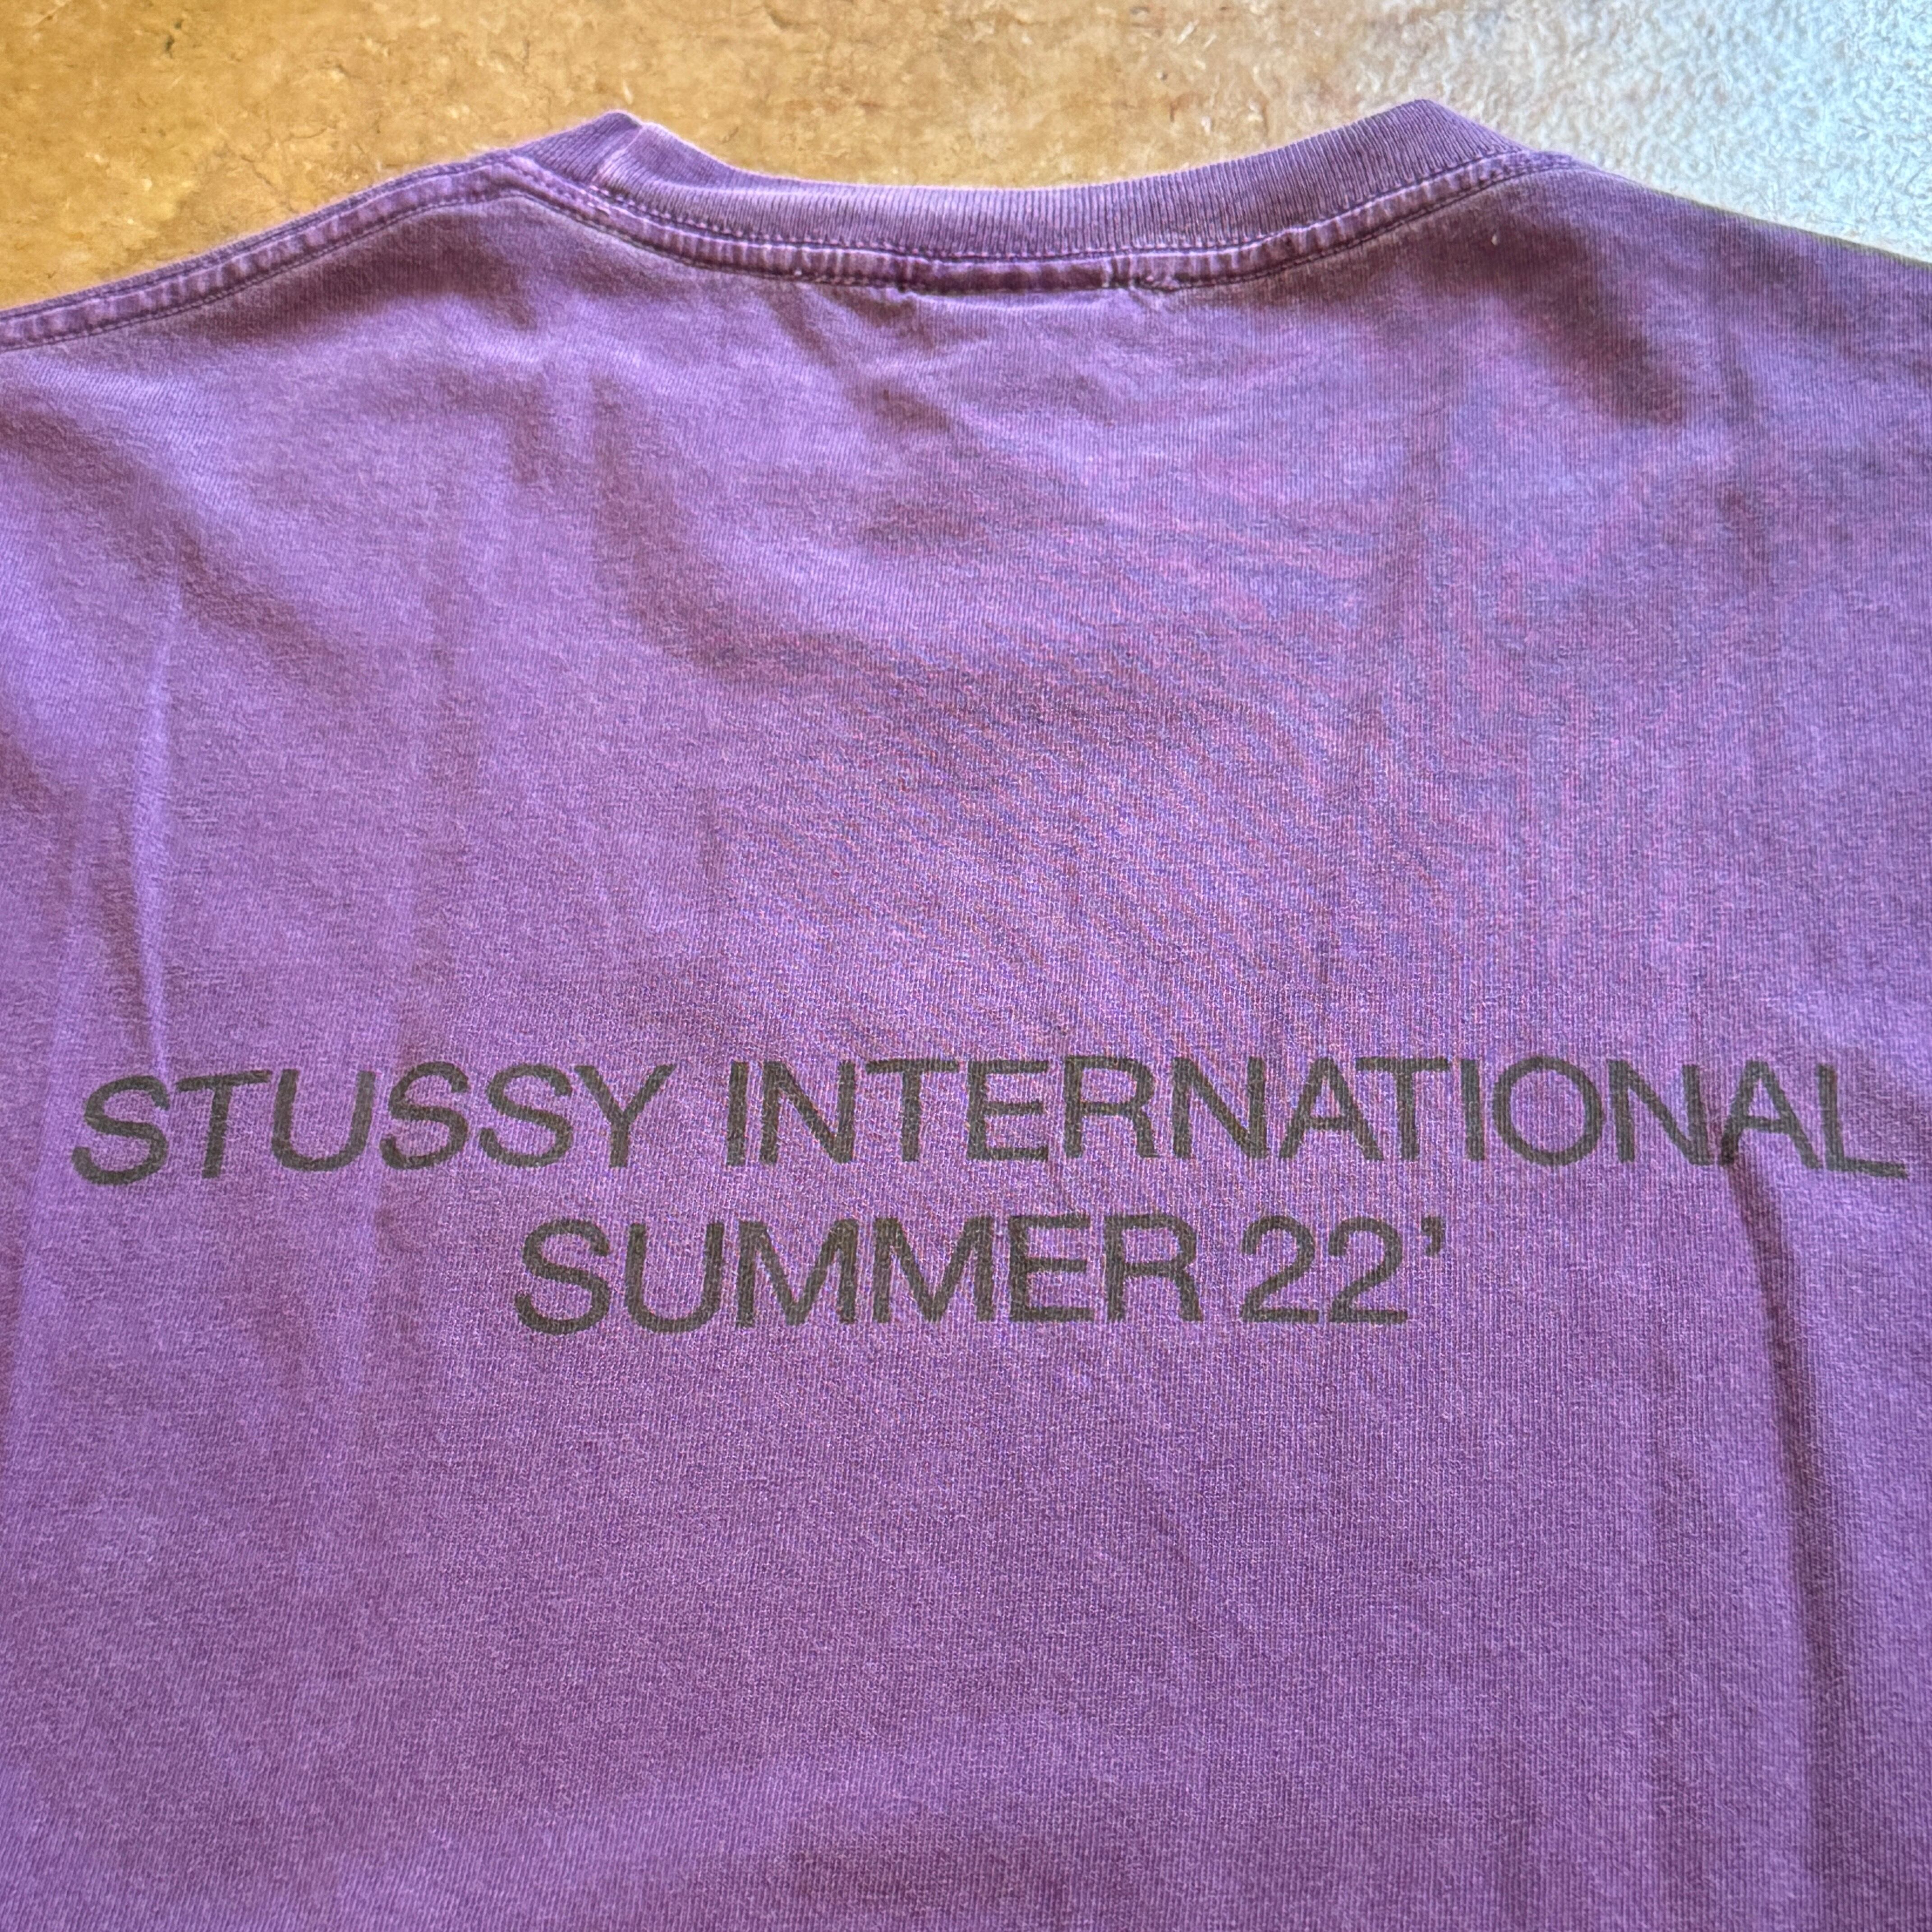 STUSSY INTERNATIONAL
SUMMER 22’